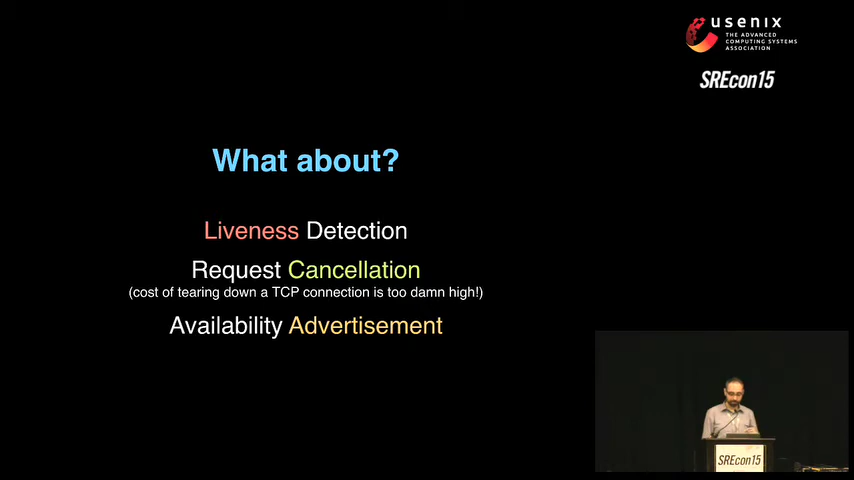 usenix
THE ADVANCED
COMPUTING SYSTEMS
ASSOCIATION
SREcon15
What about?
Liveness Detection
Request Cancellation
(cost of tearing down a TCP connection is too damn high!)
Availability Advertisement
SREcon15